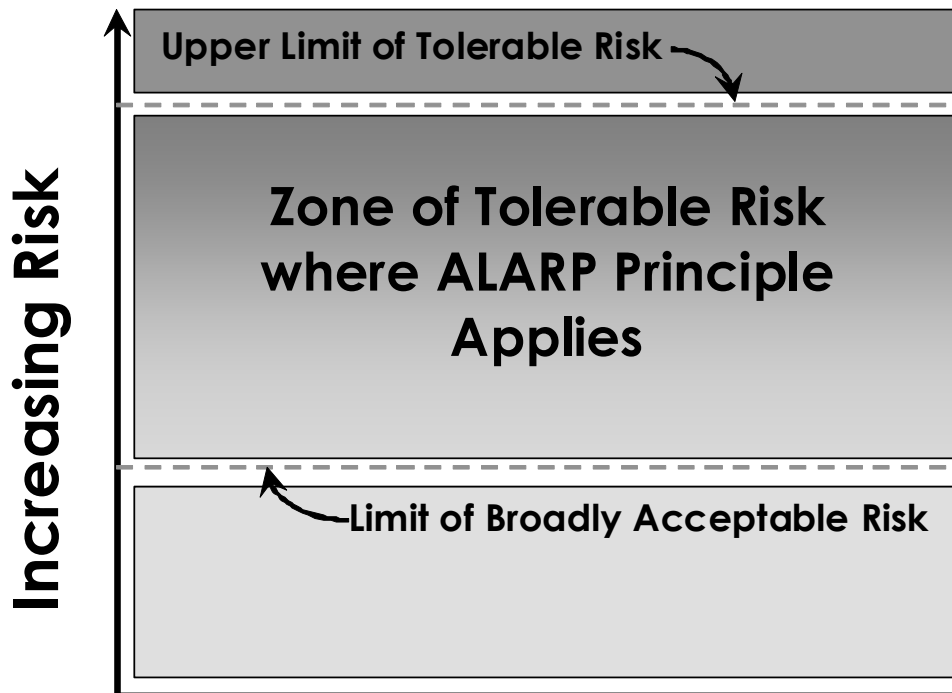 Upper Limit of Tolerable Risk
Zone of Tolerable Risk
where ALARP Principle
Applies
Limit of Broadly Acceptable Risk
Increasing Risk